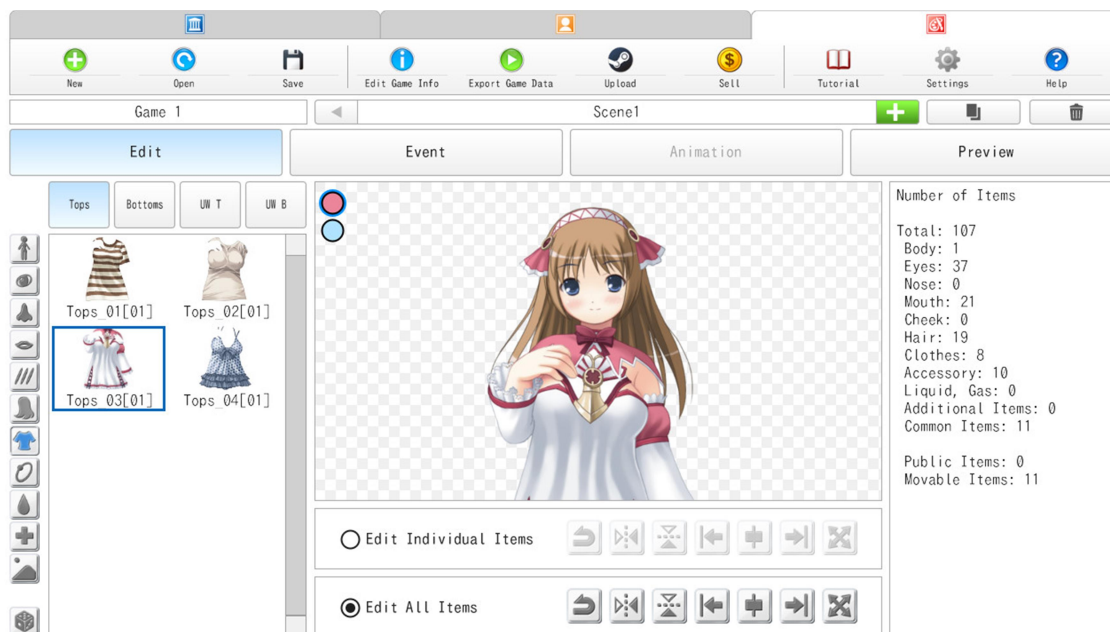 New
Open
Save
Edit Game Info
Export Game Data
Upload
Sell
Tutorial
Settings
Help
Game 1
Scene1
Edit
Event
Animation
Preview
Tops
Bottoms
UW T
UW B
Tops_01[01]
Tops_02[01]
Tops_03[01]
Tops_04[01]
Edit Individual Items
Edit All Items
Number of Items
Total: 107
Body: 1
Eyes: 37
Nose: 0
Mouth: 21
Cheek: 0
Hair: 19
Clothes: 8
Accessory: 10
Liquid, Gas: 0
Additional Items: 0
Common Items: 11
Public Items: 0
Movable Items: 11